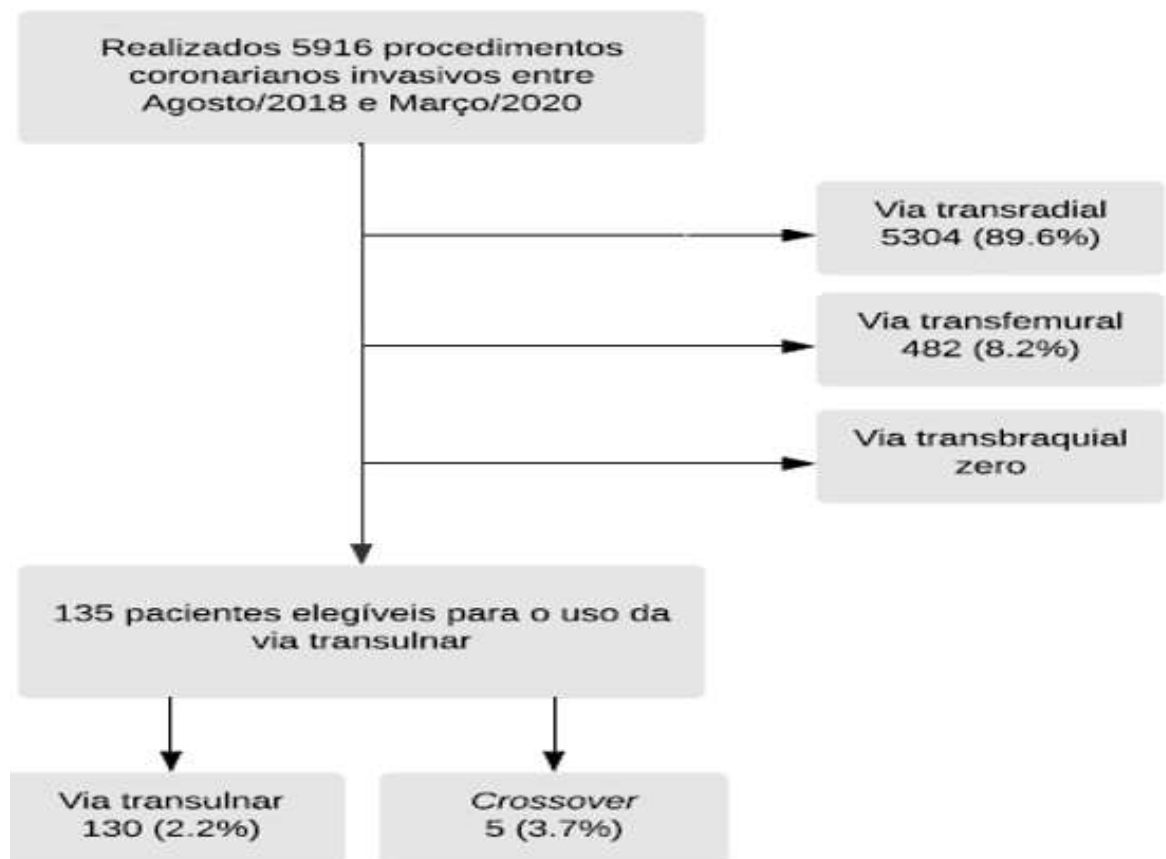 Realizados 5916 procedimentos
coronarianos invasivos entre
Agosto/2018 e Março/2020
Via transradial
5304 (89.6%)
Via transfemural
482 (8.2%)
Via transbraquial
zero
135 pacientes elegíveis para o uso da
via transulnar
Via transulnar
130 (2.2%)
Crossover
5 (3.7%)